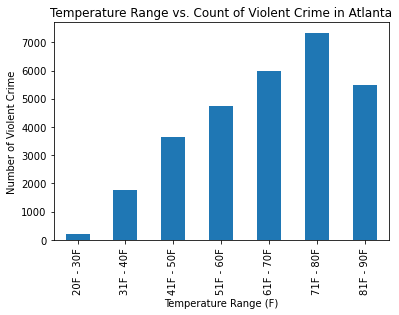 Temperature Range vs. Count of Violent Crime in Atlanta
Number of Violent Crime
7000
6000
5000
4000
3000
2000
1000
0
20F - 30F
31F - 40F
41F - 50F
51F - 60F
61F - 70F
71F - 80F
81F - 90F
Temperature Range (F)